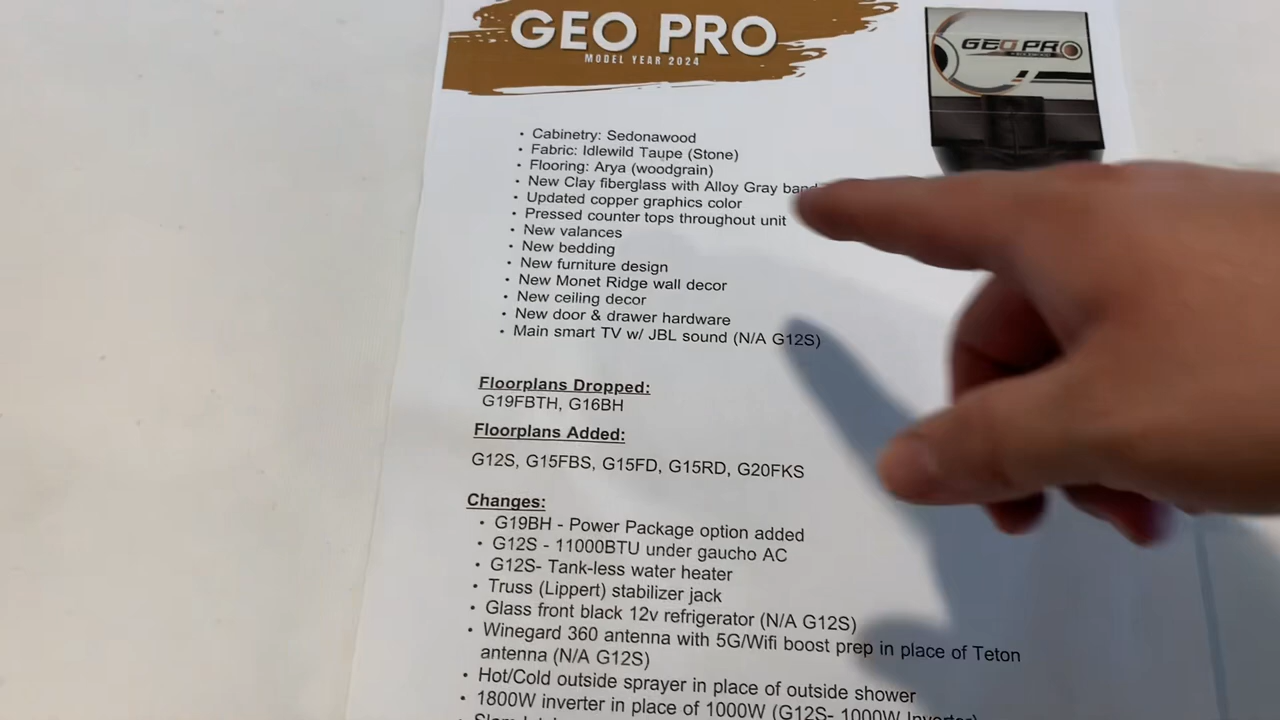 GEO PRO
MODEL YEAR 2024
GEO PRO
• Cabinetry: Sedonawood
• Fabric: Idlewild Taupe (Stone)
• Flooring: Arya (woodgrain)
• New Clay fiberglass with Alloy Gray band
• Updated copper graphics color
• Pressed counter tops throughout unit
• New valances
• New bedding
• New furniture design
• New Monet Ridge wall decor
• New ceiling decor
• New door & drawer hardware
• Main smart TV w/ JBL sound (N/A G12S)
Floorplans Dropped:
G19FBTH, G16BH
Floorplans Added:
G12S, G15FBS, G15FD, G15RD, G20FKS
Changes:
• G19BH - Power Package option added
• G12S - 11000BTU under gaucho AC
• G12S- Tank-less water heater
• Truss (Lippert) stabilizer jack
• Glass front black 12v refrigerator (N/A G12S)
• Winegard 360 antenna with 5G/Wifi boost prep in place of Teton
antenna (N/A G12S)
• Hot/Cold outside sprayer in place of outside shower
• 1800W inverter in place of 1000W (G12S- 1000W Inverter)